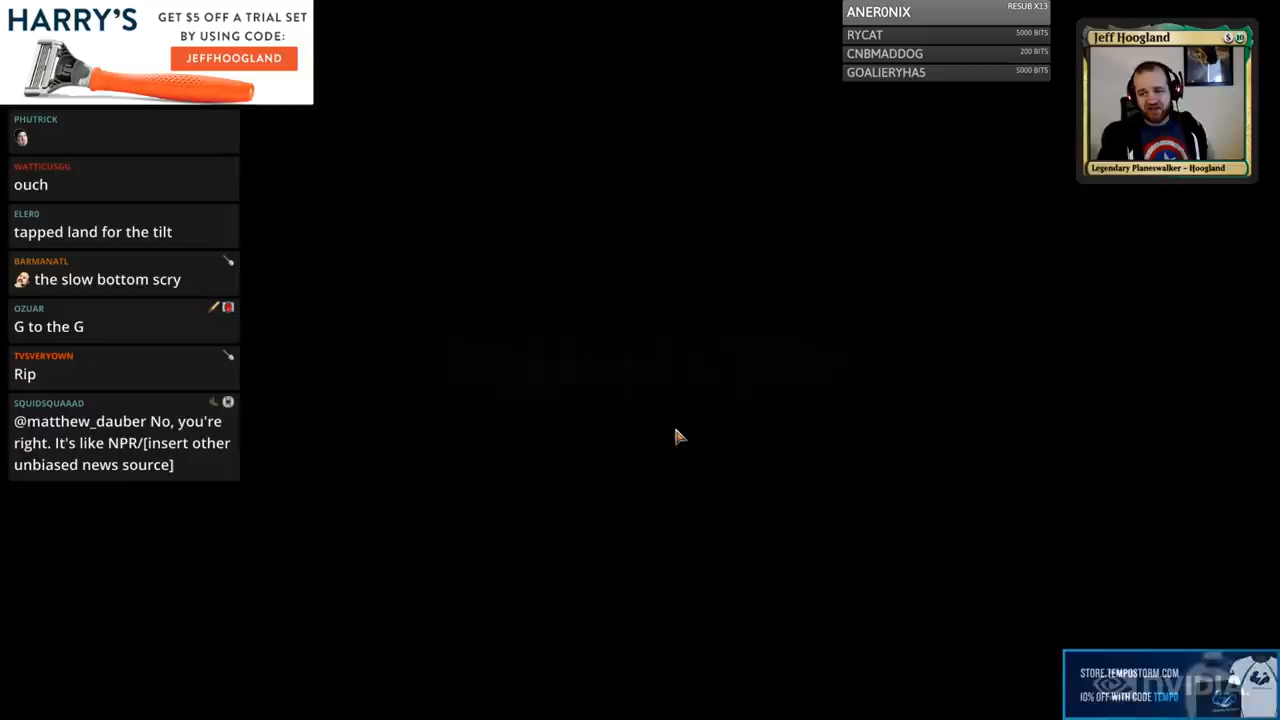 HARRY'S
GET $5 OFF A TRIAL SET
BY USING CODE:
JEFFHOOGLAND
ANER0NIX RESUB X13
RYCAT 5000 BITS
CNBMADDOG 200 BITS
GOALIERYHA5 5000 BITS
Jeff Hoogland 5 10
Legendary Planeswalker - Hoogland
PHUTRICK
WATTICUSGG
ouch
ELER0
tapped land for the tilt
BARMANATL
the slow bottom scry
OZUAR
G to the G
TVSVERYOWN
Rip
SQUIDSQUAAAD
@matthew_dauber No, you're
right. It's like NPR/[insert other
unbiased news source]
STORE.TEMPOSTORM.COM
10% OFF WITH CODE TEMPO
NVIDIA